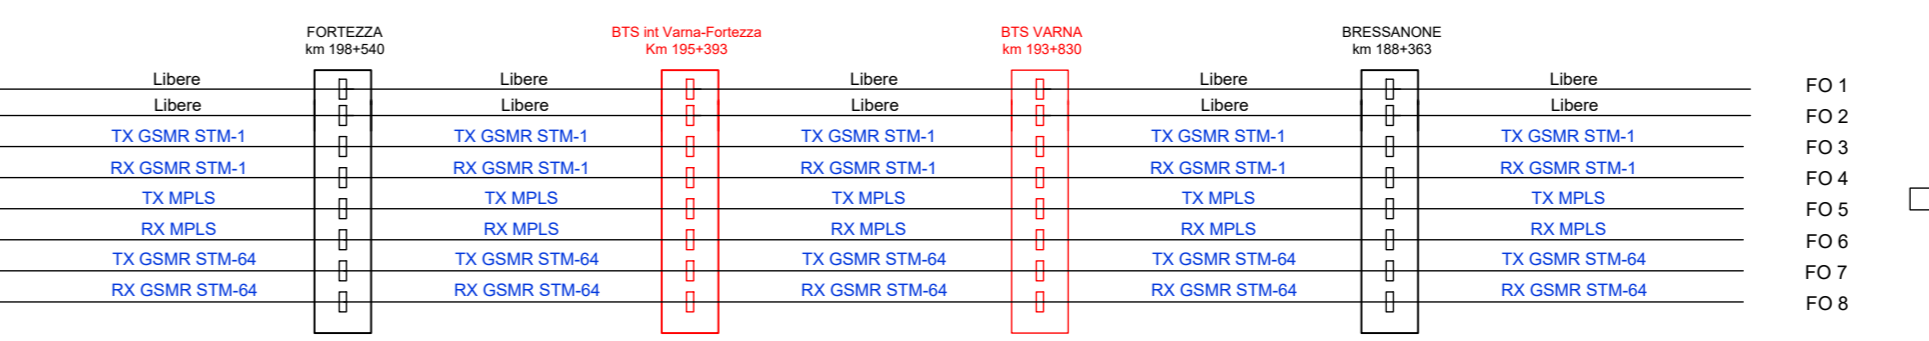 FORTEZZA
km 198+540
BTS int Varna-Fortezza
Km 195+393
BTS VARNA
km 193+830
BRESSANONE
km 188+363
Libere Libere Libere Libere Libere FO 1
Libere Libere Libere Libere Libere FO 2
TX GSMR STM-1 TX GSMR STM-1 TX GSMR STM-1 TX GSMR STM-1 TX GSMR STM-1 FO 3
RX GSMR STM-1 RX GSMR STM-1 RX GSMR STM-1 RX GSMR STM-1 RX GSMR STM-1 FO 4
TX MPLS TX MPLS TX MPLS TX MPLS TX MPLS FO 5
RX MPLS RX MPLS RX MPLS RX MPLS RX MPLS FO 6
TX GSMR STM-64 TX GSMR STM-64 TX GSMR STM-64 TX GSMR STM-64 TX GSMR STM-64 FO 7
RX GSMR STM-64 RX GSMR STM-64 RX GSMR STM-64 RX GSMR STM-64 RX GSMR STM-64 FO 8